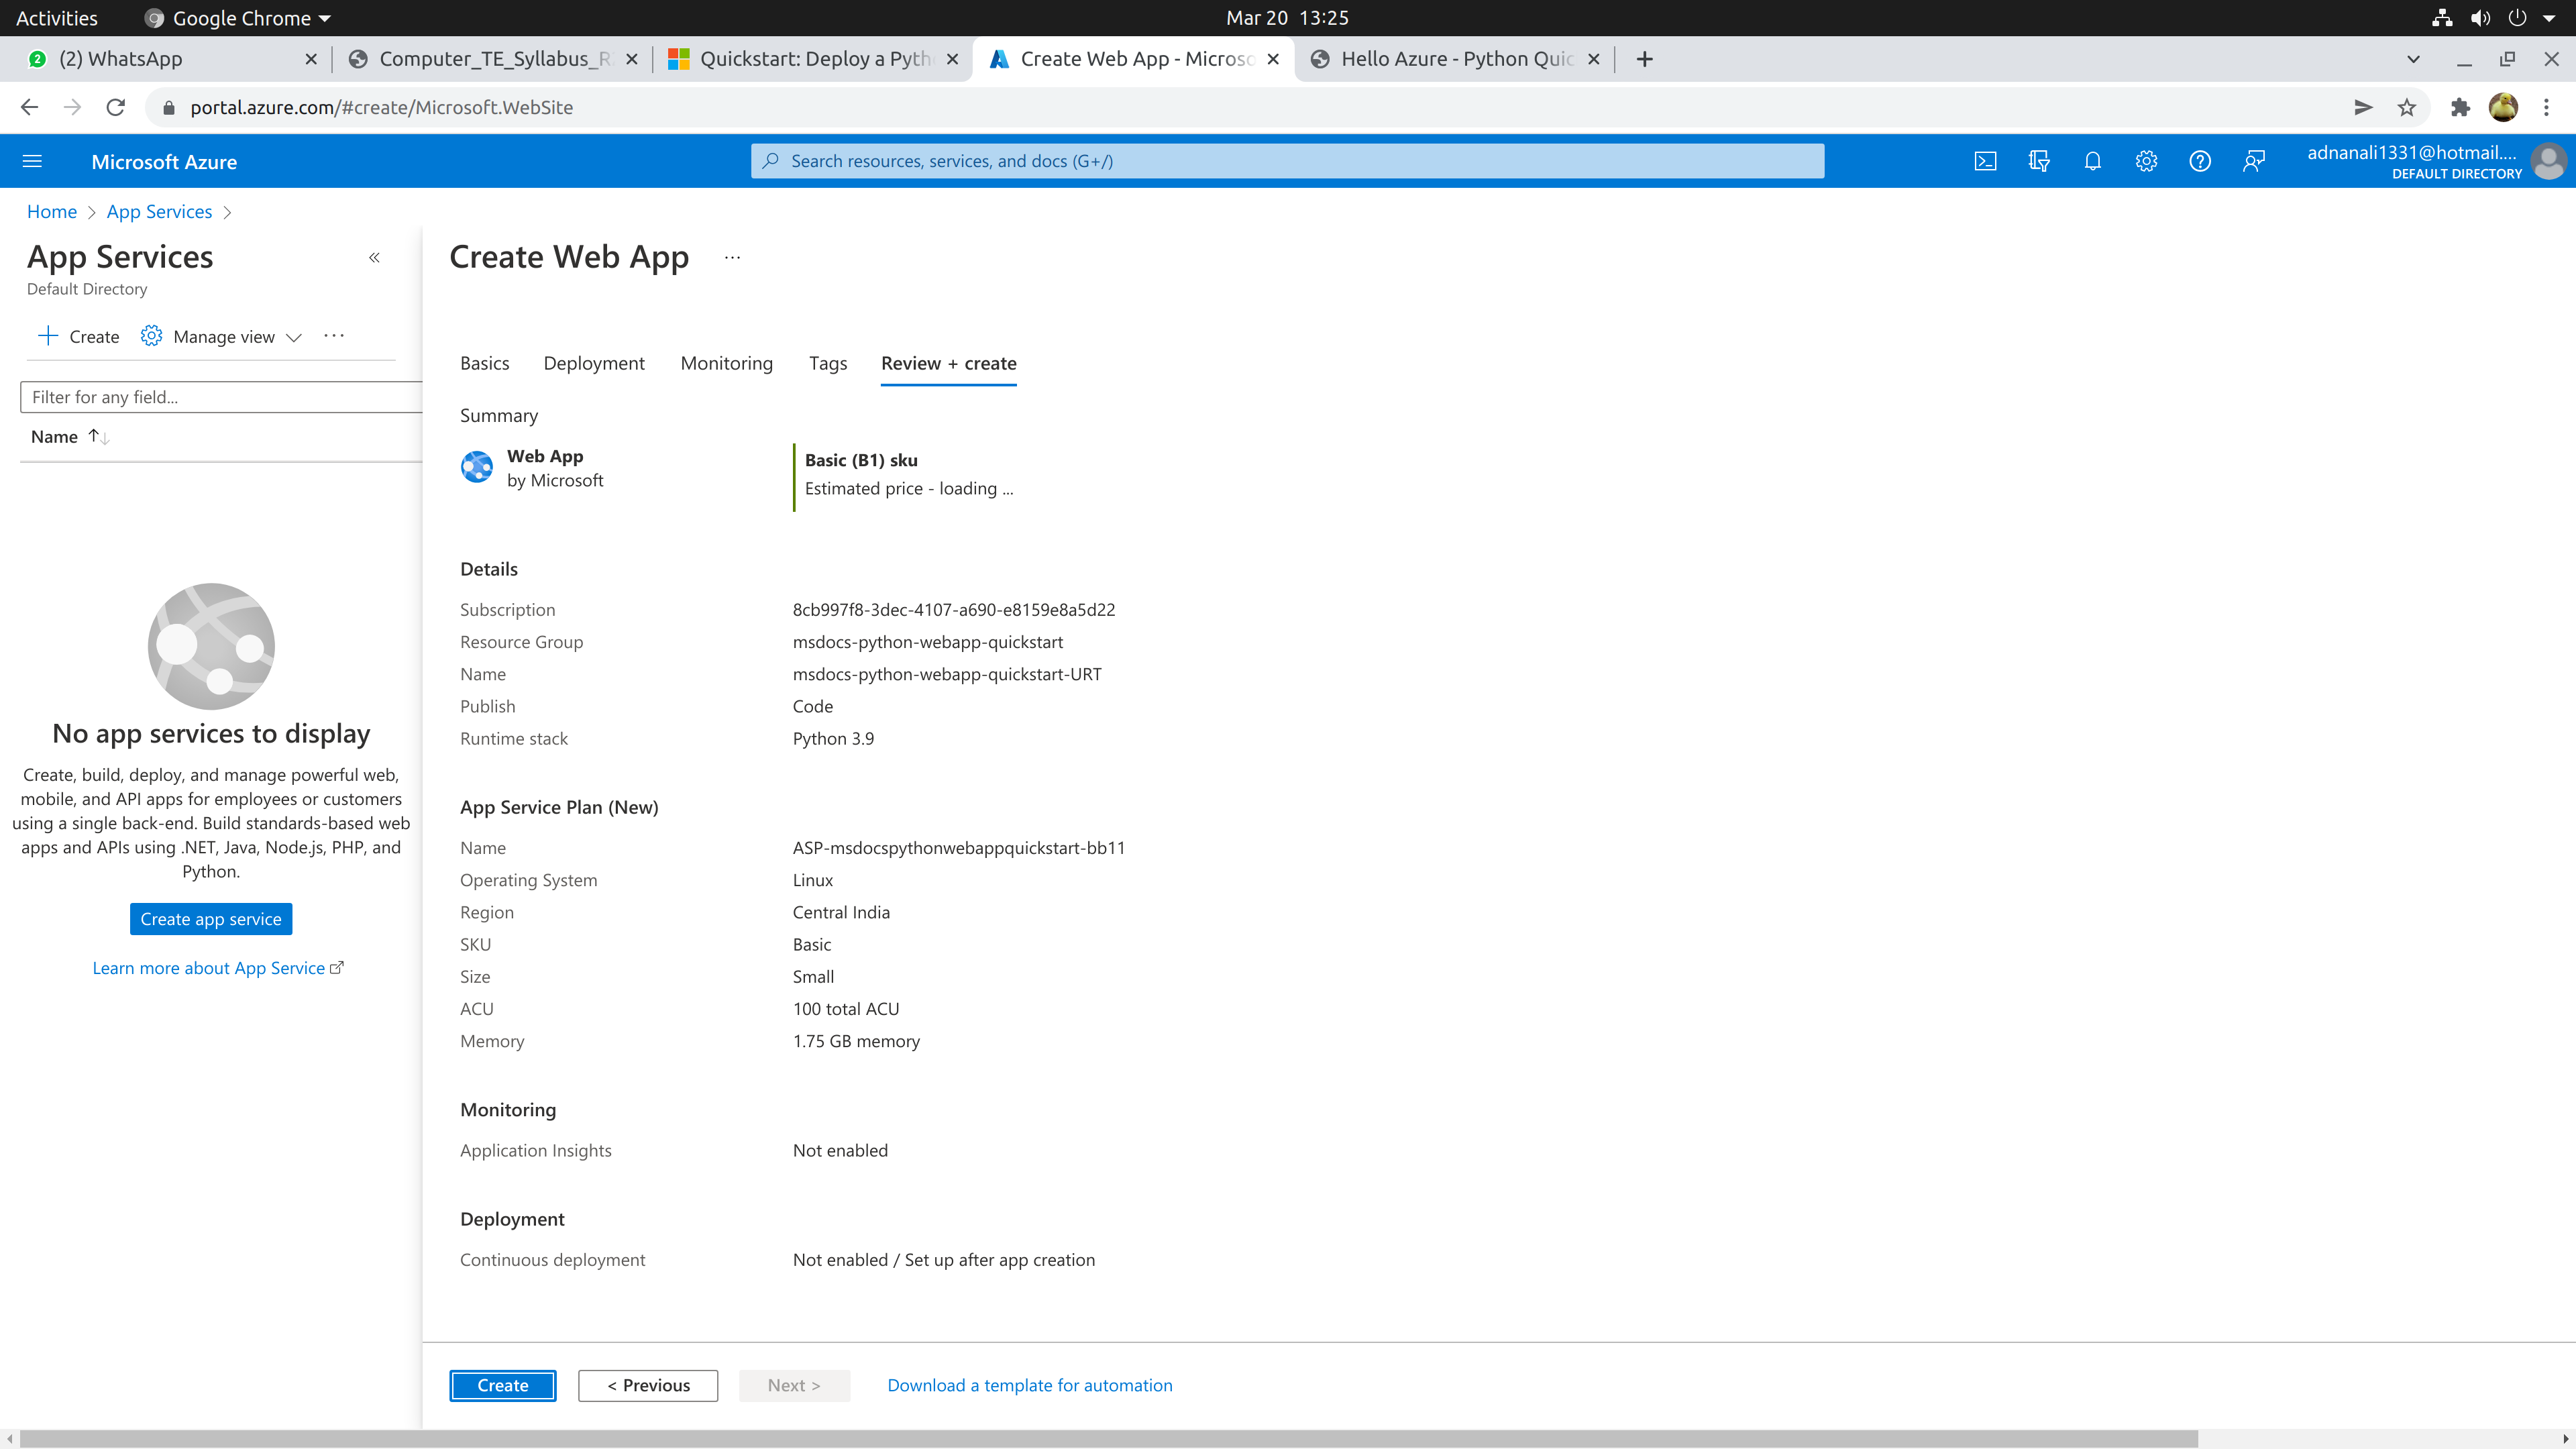 Activities
Google Chrome
Mar 20 13:25
2
(2) WhatsApp
Computer_TE_Syllabus_R
Quickstart: Deploy a Pyth
Create Web App - Microso
Hello Azure - Python Quic
portal.azure.com/#create/Microsoft.WebSite
Microsoft Azure
Search resources, services, and docs (G+/)
adnanali1331@hotmail....
DEFAULT DIRECTORY
Home > App Services >
App Services
Default Directory
Create
Manage view
...
Filter for any field...
Name
No app services to display
Create, build, deploy, and manage powerful web,
mobile, and API apps for employees or customers
using a single back-end. Build standards-based web
apps and APIs using .NET, Java, Node.js, PHP, and
Python.
Create app service
Learn more about App Service
Create Web App
...
Basics
Deployment
Monitoring
Tags
Review + create
Summary
Web App
by Microsoft
Basic (B1) sku
Estimated price - loading ...
Details
Subscription 8cb997f8-3dec-4107-a690-e8159e8a5d22
Resource Group msdocs-python-webapp-quickstart
Name msdocs-python-webapp-quickstart-URT
Publish Code
Runtime stack Python 3.9
App Service Plan (New)
Name ASP-msdocspythonwebappquickstart-bb11
Operating System Linux
Region Central India
SKU Basic
Size Small
ACU 100 total ACU
Memory 1.75 GB memory
Monitoring
Application Insights Not enabled
Deployment
Continuous deployment Not enabled / Set up after app creation
Create
< Previous
Next >
Download a template for automation